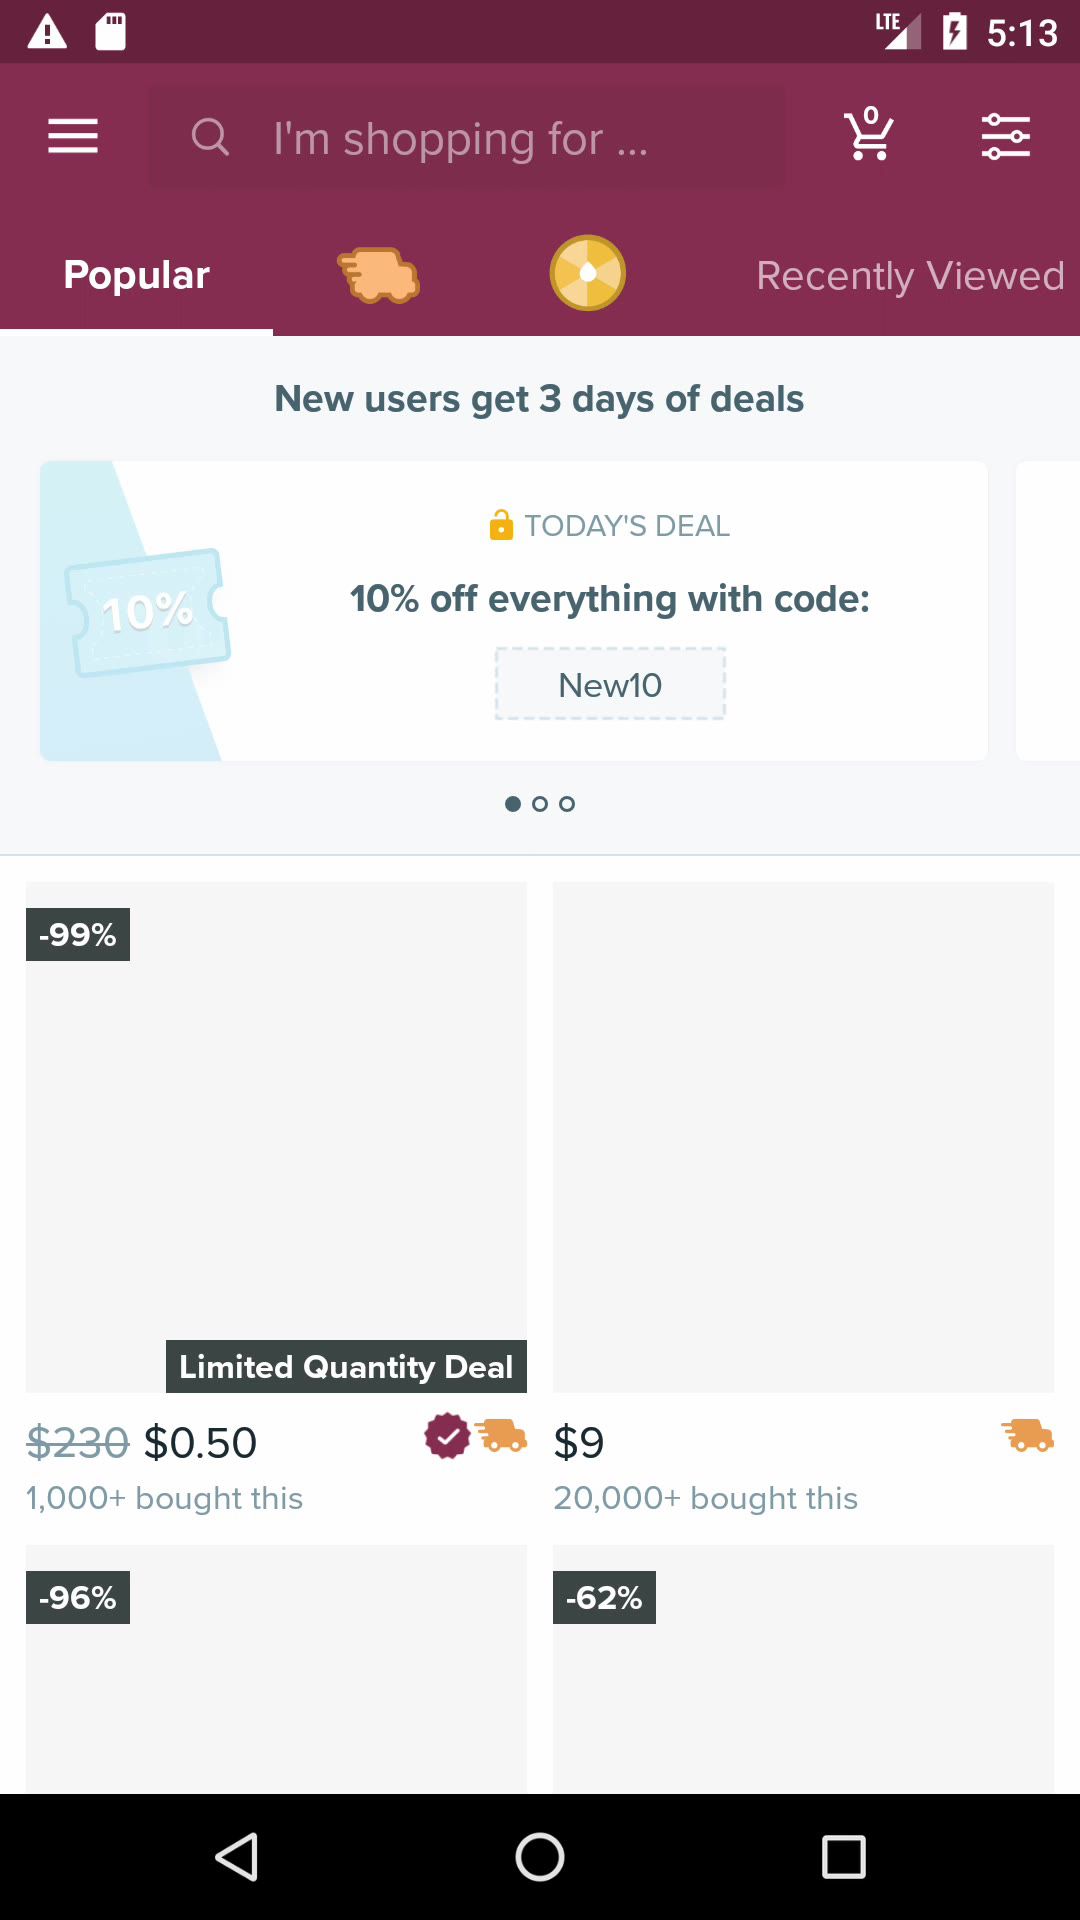 LTE 5:13
I'm shopping for ...
0
Popular
Recently Viewed
New users get 3 days of deals
TODAY'S DEAL
10% off everything with code:
10%
New10
-99%
Limited Quantity Deal
$230 $0.50
$9
1,000+ bought this
20,000+ bought this
-96%
-62%